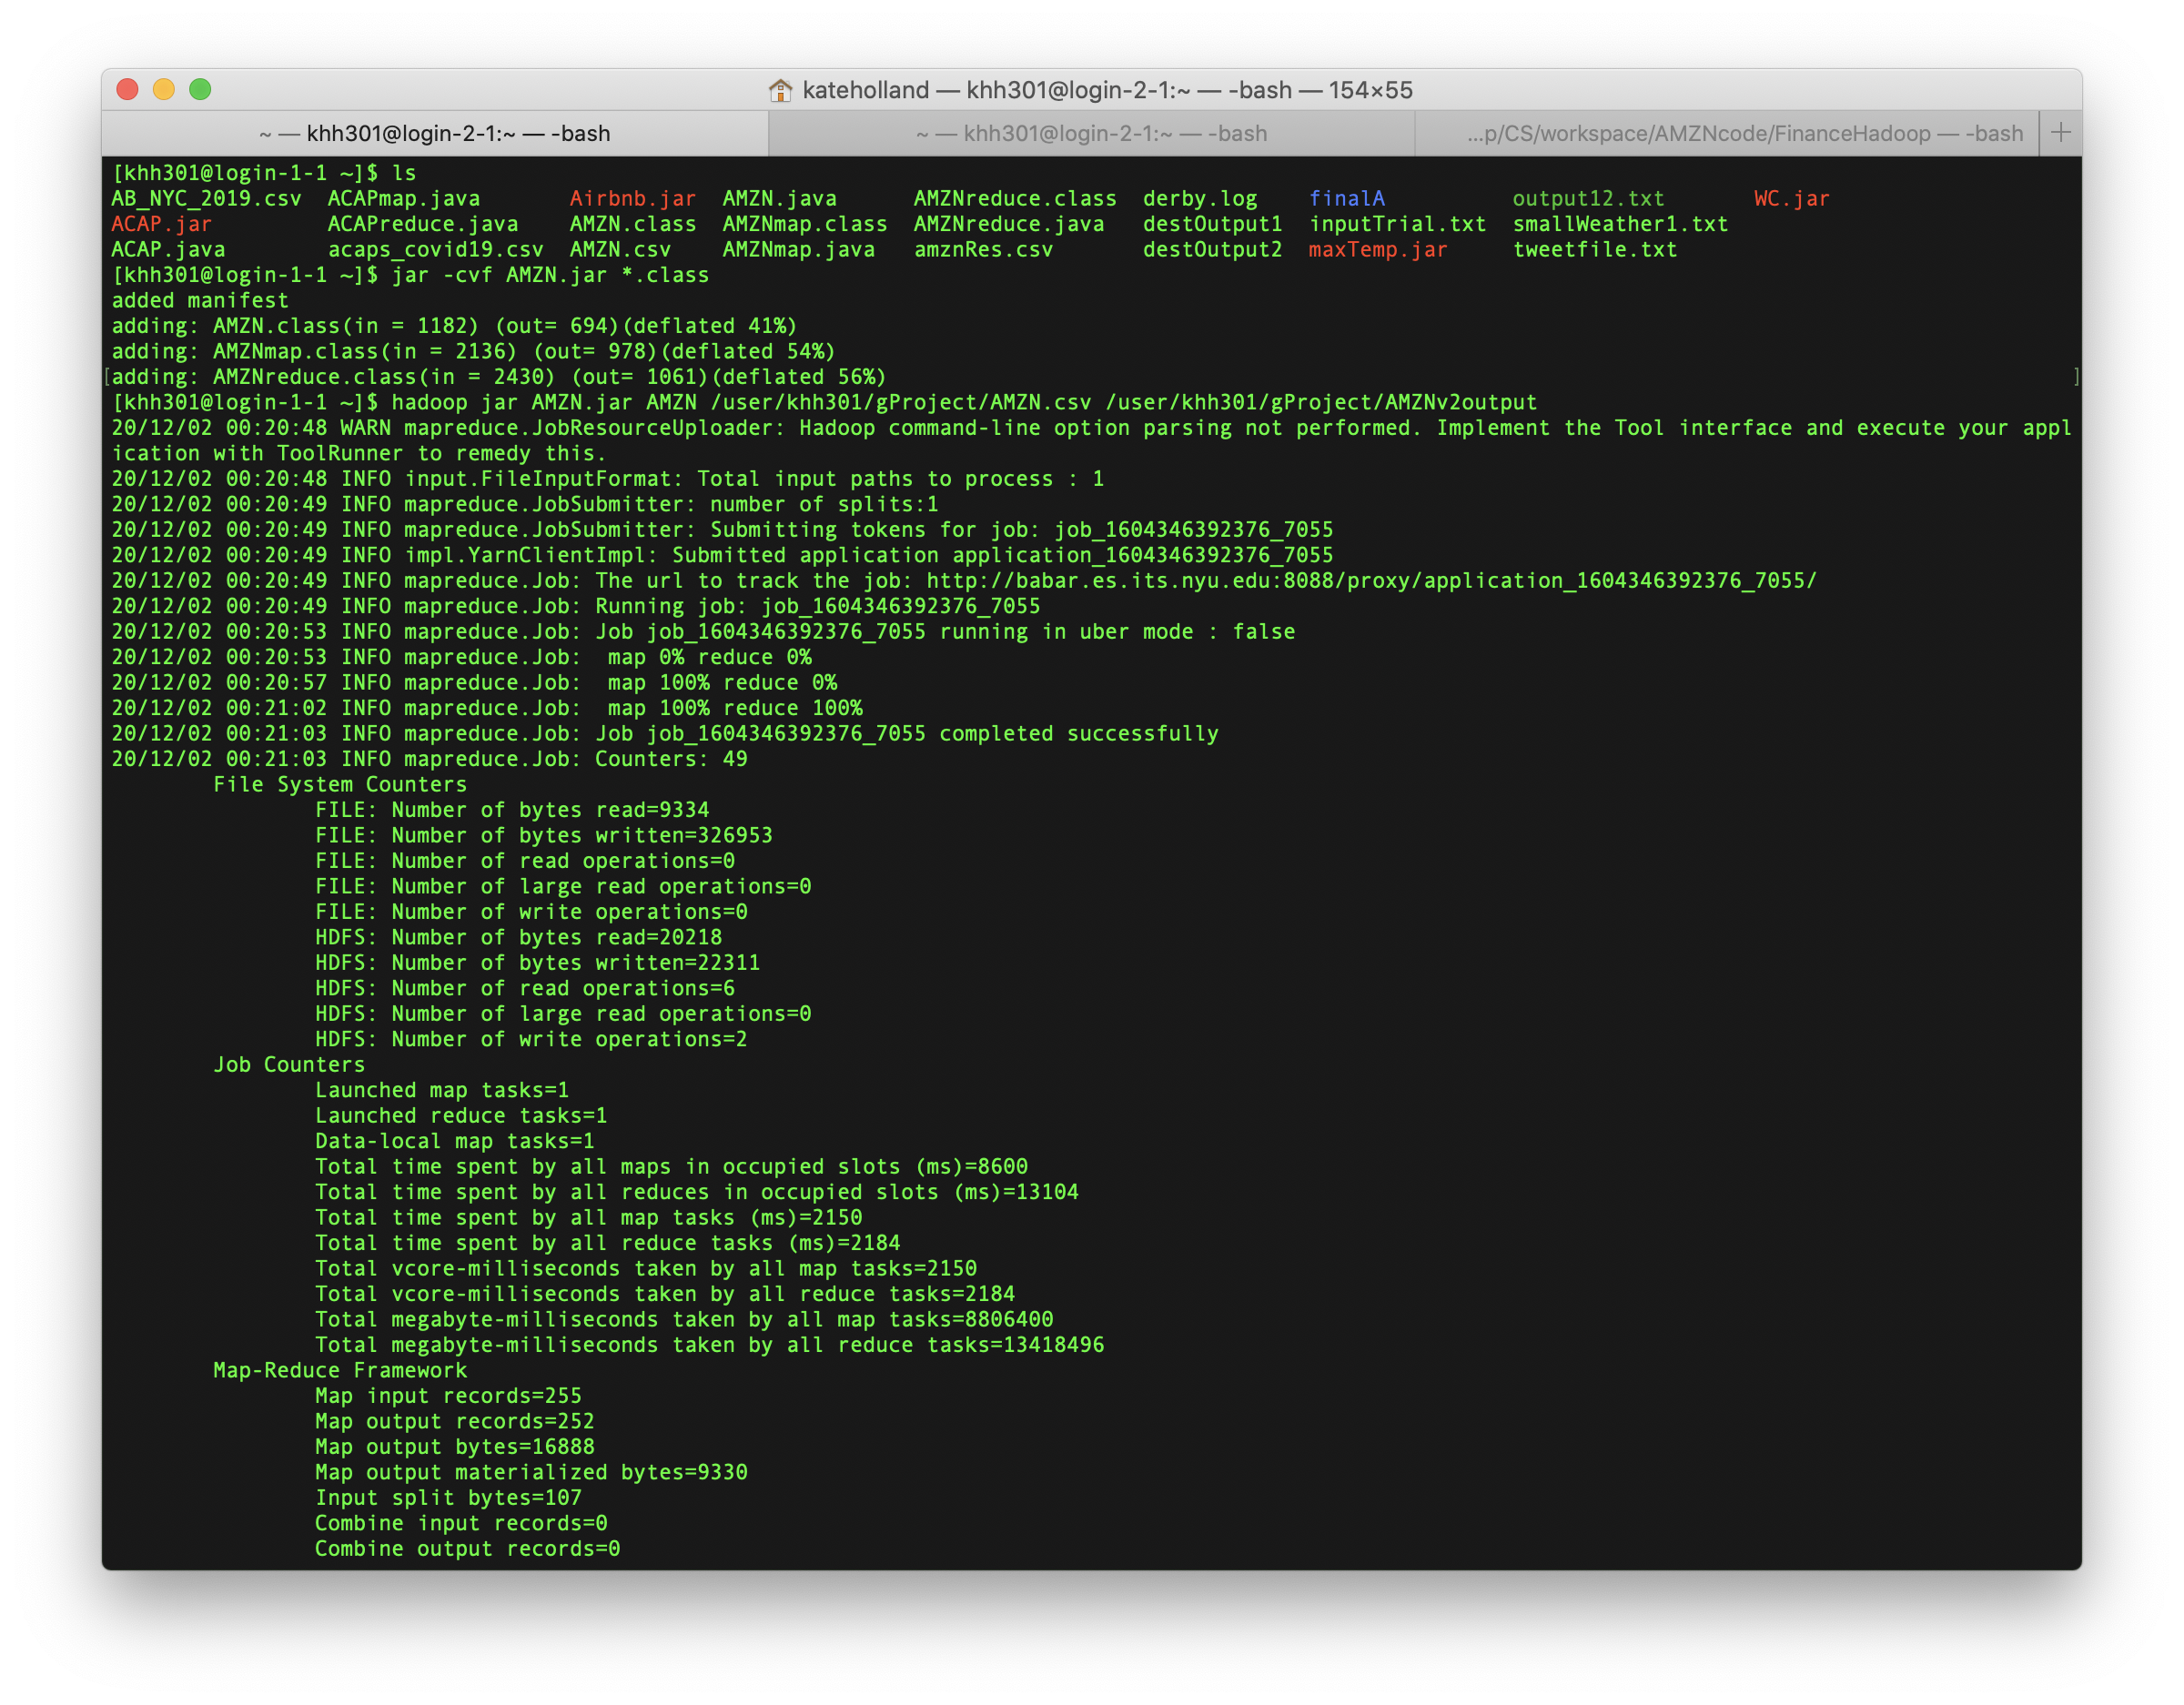 kateholland — khh301@login-2-1:~ — -bash — 154×55
~ — khh301@login-2-1:~ — -bash ~ — khh301@login-2-1:~ — -bash ...p/CS/workspace/AMZNcode/FinanceHadoop — -bash +
[khh301@login-1-1 ~]$ ls
AB_NYC_2019.csv ACAPmap.java Airbnb.jar AMZN.java AMZNreduce.class derby.log finalA output12.txt WC.jar
ACAP.jar ACAPreduce.java AMZN.class AMZNmap.class AMZNreduce.java destOutput1 inputTrial.txt smallWeather1.txt
ACAP.java acaps_covid19.csv AMZN.csv AMZNmap.java amznRes.csv destOutput2 maxTemp.jar tweetfile.txt
[khh301@login-1-1 ~]$ jar -cvf AMZN.jar *.class
added manifest
adding: AMZN.class(in = 1182) (out= 694)(deflated 41%)
adding: AMZNmap.class(in = 2136) (out= 978)(deflated 54%)
[adding: AMZNreduce.class(in = 2430) (out= 1061)(deflated 56%) ]
[khh301@login-1-1 ~]$ hadoop jar AMZN.jar AMZN /user/khh301/gProject/AMZN.csv /user/khh301/gProject/AMZNv2output
20/12/02 00:20:48 WARN mapreduce.JobResourceUploader: Hadoop command-line option parsing not performed. Implement the Tool interface and execute your appl
ication with ToolRunner to remedy this.
20/12/02 00:20:48 INFO input.FileInputFormat: Total input paths to process : 1
20/12/02 00:20:49 INFO mapreduce.JobSubmitter: number of splits:1
20/12/02 00:20:49 INFO mapreduce.JobSubmitter: Submitting tokens for job: job_1604346392376_7055
20/12/02 00:20:49 INFO impl.YarnClientImpl: Submitted application application_1604346392376_7055
20/12/02 00:20:49 INFO mapreduce.Job: The url to track the job: http://babar.es.its.nyu.edu:8088/proxy/application_1604346392376_7055/
20/12/02 00:20:49 INFO mapreduce.Job: Running job: job_1604346392376_7055
20/12/02 00:20:53 INFO mapreduce.Job: Job job_1604346392376_7055 running in uber mode : false
20/12/02 00:20:53 INFO mapreduce.Job:  map 0% reduce 0%
20/12/02 00:20:57 INFO mapreduce.Job:  map 100% reduce 0%
20/12/02 00:21:02 INFO mapreduce.Job:  map 100% reduce 100%
20/12/02 00:21:03 INFO mapreduce.Job: Job job_1604346392376_7055 completed successfully
20/12/02 00:21:03 INFO mapreduce.Job: Counters: 49
File System Counters
FILE: Number of bytes read=9334
FILE: Number of bytes written=326953
FILE: Number of read operations=0
FILE: Number of large read operations=0
FILE: Number of write operations=0
HDFS: Number of bytes read=20218
HDFS: Number of bytes written=22311
HDFS: Number of read operations=6
HDFS: Number of large read operations=0
HDFS: Number of write operations=2
Job Counters
Launched map tasks=1
Launched reduce tasks=1
Data-local map tasks=1
Total time spent by all maps in occupied slots (ms)=8600
Total time spent by all reduces in occupied slots (ms)=13104
Total time spent by all map tasks (ms)=2150
Total time spent by all reduce tasks (ms)=2184
Total vcore-milliseconds taken by all map tasks=2150
Total vcore-milliseconds taken by all reduce tasks=2184
Total megabyte-milliseconds taken by all map tasks=8806400
Total megabyte-milliseconds taken by all reduce tasks=13418496
Map-Reduce Framework
Map input records=255
Map output records=252
Map output bytes=16888
Map output materialized bytes=9330
Input split bytes=107
Combine input records=0
Combine output records=0